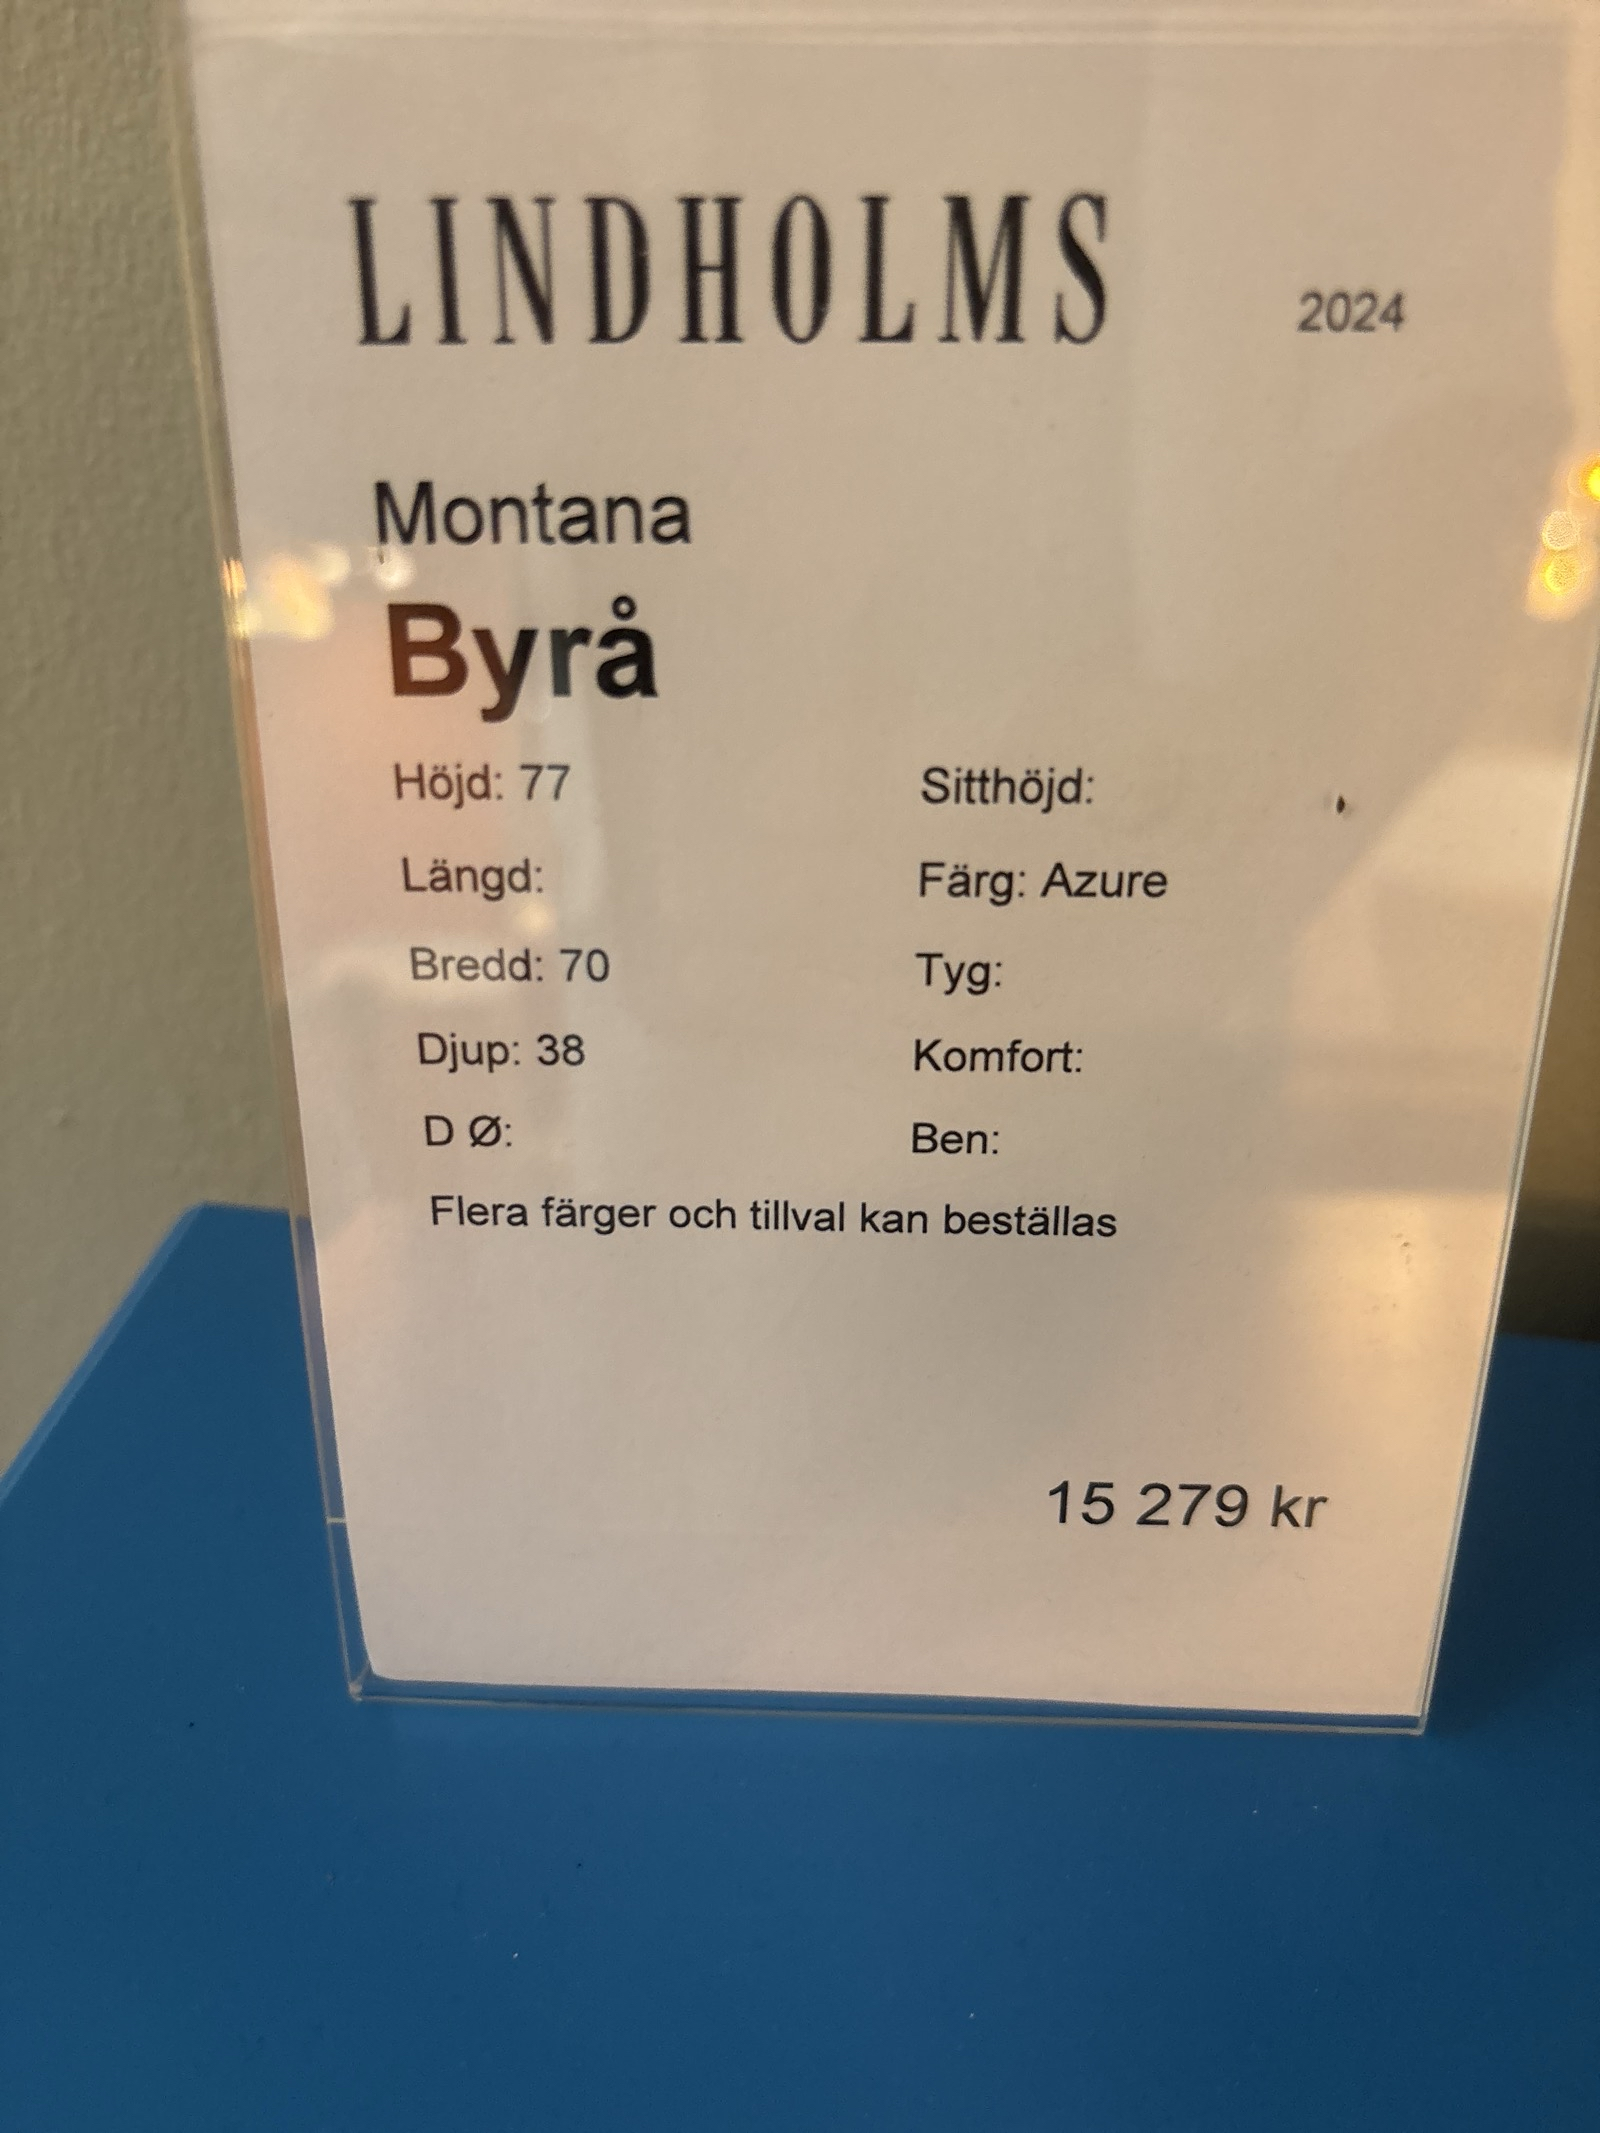 LINDHOLMS 2024
Montana
Byrå
Höjd: 77 Sitthöjd:
Längd: Färg: Azure
Bredd: 70 Tyg:
Djup: 38 Komfort:
D Ø: Ben:
Flera färger och tillval kan beställas
15 279 kr